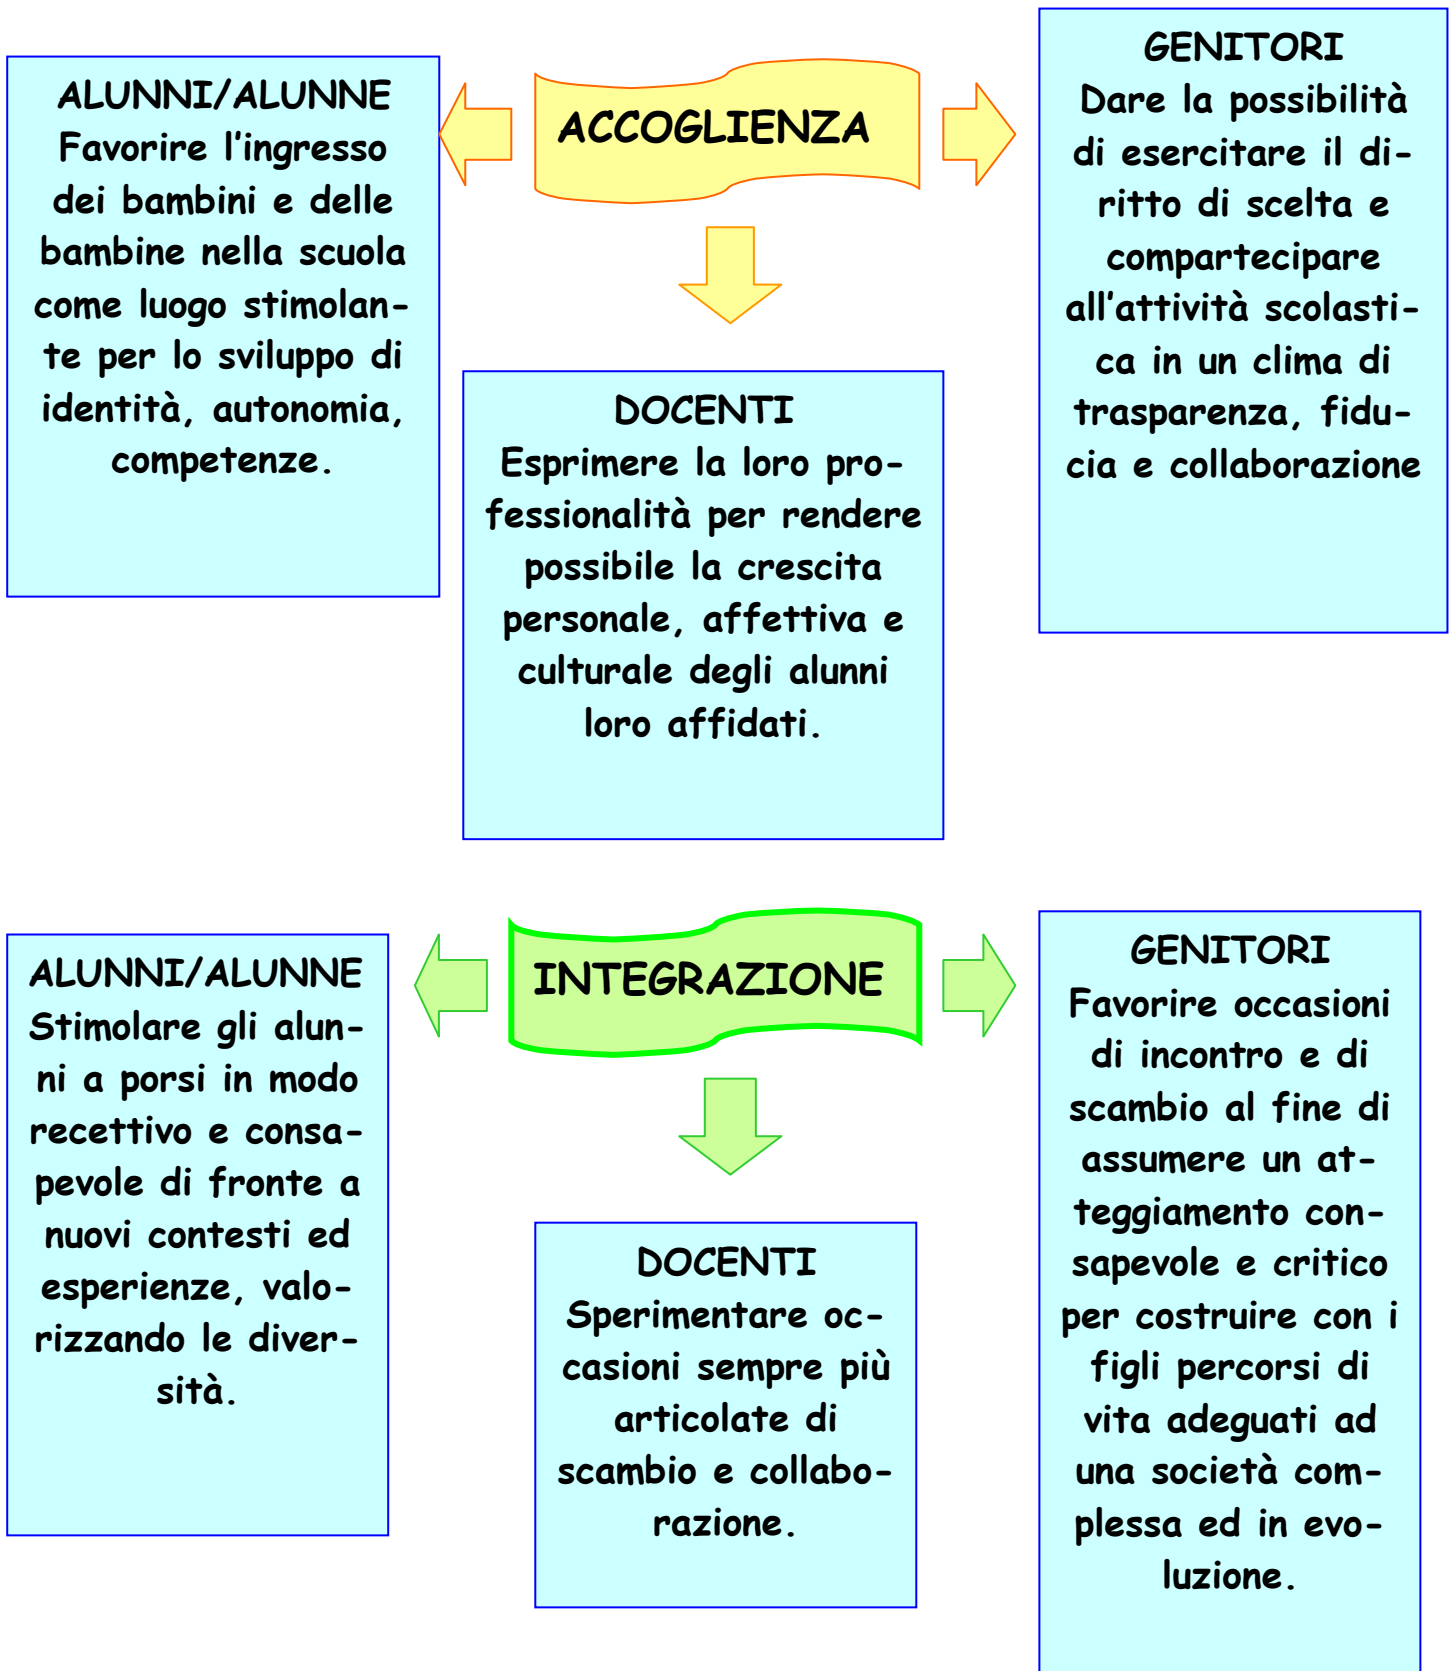 ACCOGLIENZA
ALUNNI/ALUNNE
Favorire l’ingresso
dei bambini e delle
bambine nella scuola
come luogo stimolan-
te per lo sviluppo di
identità, autonomia,
competenze.
DOCENTI
Esprimere la loro pro-
fessionalità per rendere
possibile la crescita
personale, affettiva e
culturale degli alunni
loro affidati.
GENITORI
Dare la possibilità
di esercitare il di-
ritto di scelta e
compartecipare
all’attività scolasti-
ca in un clima di
trasparenza, fidu-
cia e collaborazione
INTEGRAZIONE
ALUNNI/ALUNNE
Stimolare gli alun-
ni a porsi in modo
recettivo e consa-
pevole di fronte a
nuovi contesti ed
esperienze, valo-
rizzando le diver-
sità.
DOCENTI
Sperimentare oc-
casioni sempre più
articolate di
scambio e collabo-
razione.
GENITORI
Favorire occasioni
di incontro e di
scambio al fine di
assumere un at-
teggiamento con-
sapevole e critico
per costruire con i
figli percorsi di
vita adeguati ad
una società com-
plessa ed in evo-
luzione.